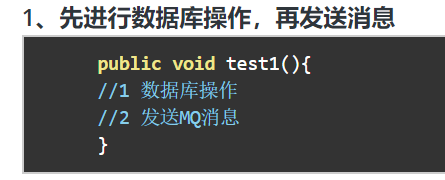 1、先进行数据库操作，再发送消息
public void test1(){
//1 数据库操作
//2 发送MQ消息
}